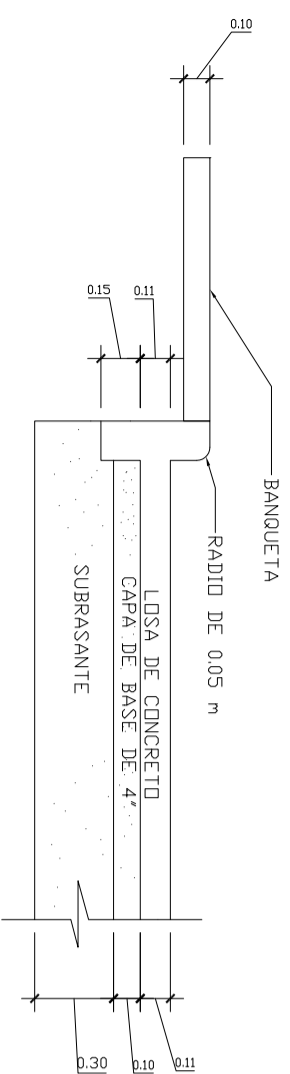 0.10
BANQUETA
0.15
0.11
RADIO DE 0.05 m
LOSA DE CONCRETO
CAPA DE BASE DE 4"
SUBRASANTE
0.30
0.10
0.11